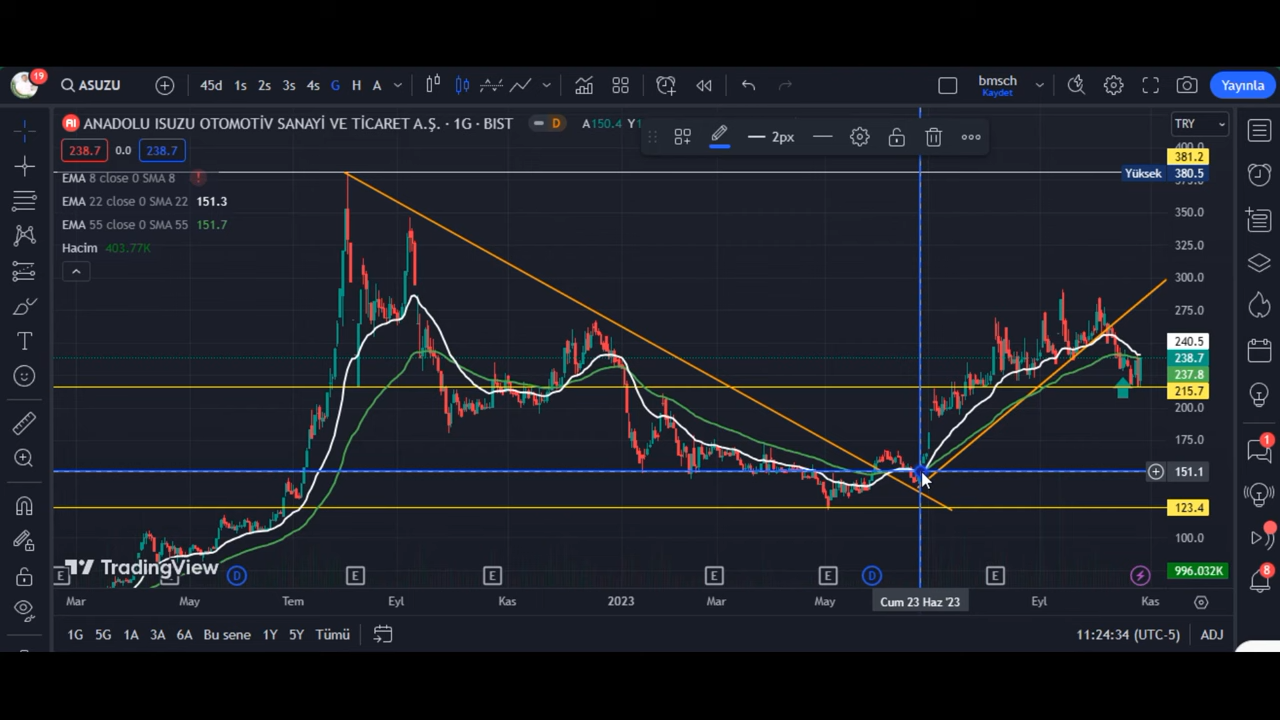 19
ASUZU
45d 1s 2s 3s 4s G H A
bmsch
Kaydet
Yayınla
ANADOLU ISUZU OTOMOTİV SANAYİ VE TİCARET A.Ş. · 1G · BIST
D
A150.4
TRY
238.7 0.0 238.7
2px
400.0
381.2
Yüksek 380.5
EMA 8 close 0 SMA 8
EMA 22 close 0 SMA 22 151.3
EMA 55 close 0 SMA 55 151.7
Hacim 403.77K
350.0
325.0
300.0
275.0
240.5
238.7
237.8
215.7
200.0
175.0
151.1
123.4
100.0
TradingView
996.032K
E D E E E E D E
Mar May Tem Eyl Kas 2023 Mar May Cum 23 Haz '23 Eyl Kas
1G 5G 1A 3A 6A Bu sene 1Y 5Y Tümü
11:24:34 (UTC-5) ADJ
1
8